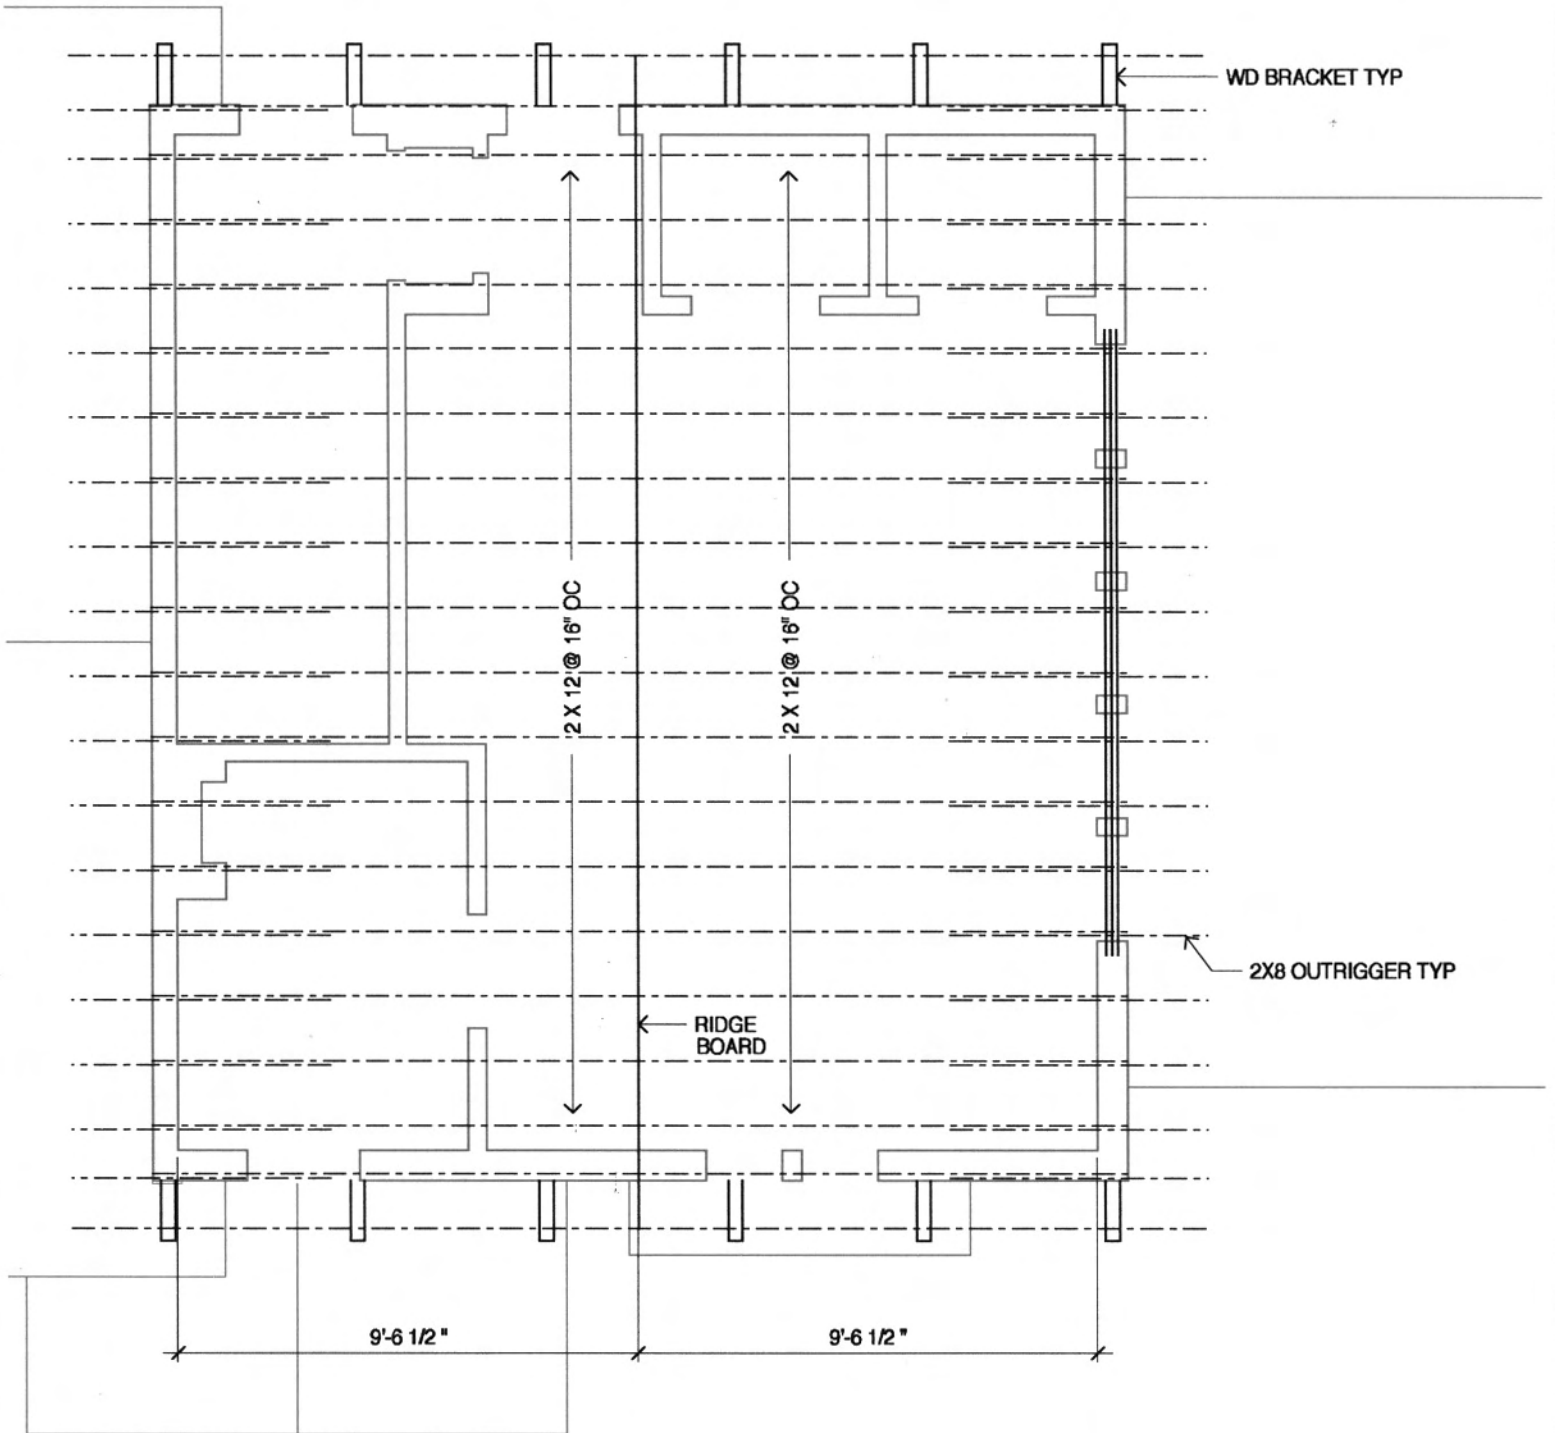 WD BRACKET TYP
2 X 12 @ 16" OC
2 X 12 @ 16" OC
2X8 OUTRIGGER TYP
RIDGE
BOARD
9'-6 1/2 "
9'-6 1/2 "